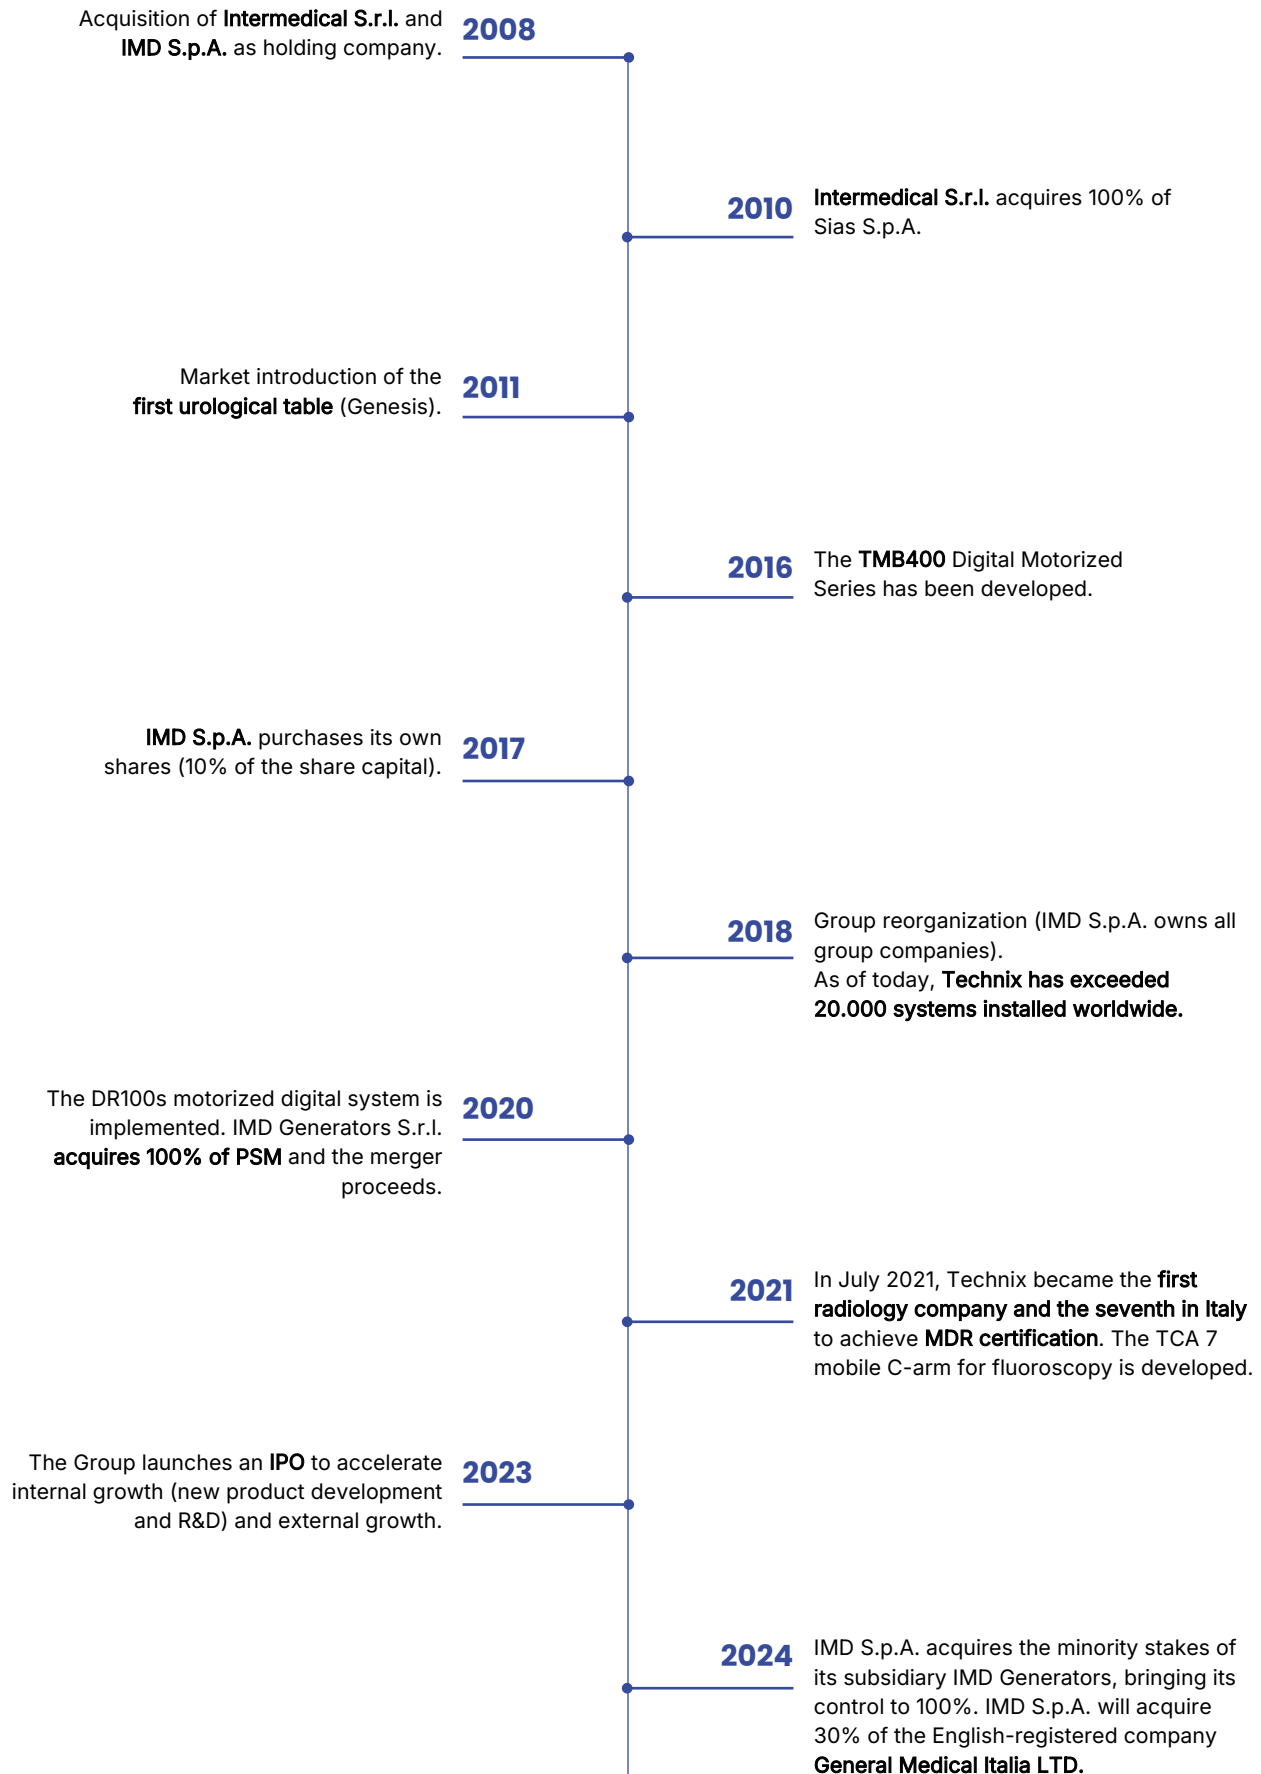 Acquisition of Intermedical S.r.l. and
IMD S.p.A. as holding company.
2008
2010
Intermedical S.r.l. acquires 100% of
Sias S.p.A.
Market introduction of the
first urological table (Genesis).
2011
2016
The TMB400 Digital Motorized
Series has been developed.
IMD S.p.A. purchases its own
shares (10% of the share capital).
2017
2018
Group reorganization (IMD S.p.A. owns all
group companies).
As of today, Technix has exceeded
20.000 systems installed worldwide.
The DR100s motorized digital system is
implemented. IMD Generators S.r.l.
acquires 100% of PSM and the merger
proceeds.
2020
2021
In July 2021, Technix became the first
radiology company and the seventh in Italy
to achieve MDR certification. The TCA 7
mobile C-arm for fluoroscopy is developed.
The Group launches an IPO to accelerate
internal growth (new product development
and R&D) and external growth.
2023
2024
IMD S.p.A. acquires the minority stakes of
its subsidiary IMD Generators, bringing its
control to 100%. IMD S.p.A. will acquire
30% of the English-registered company
General Medical Italia LTD.